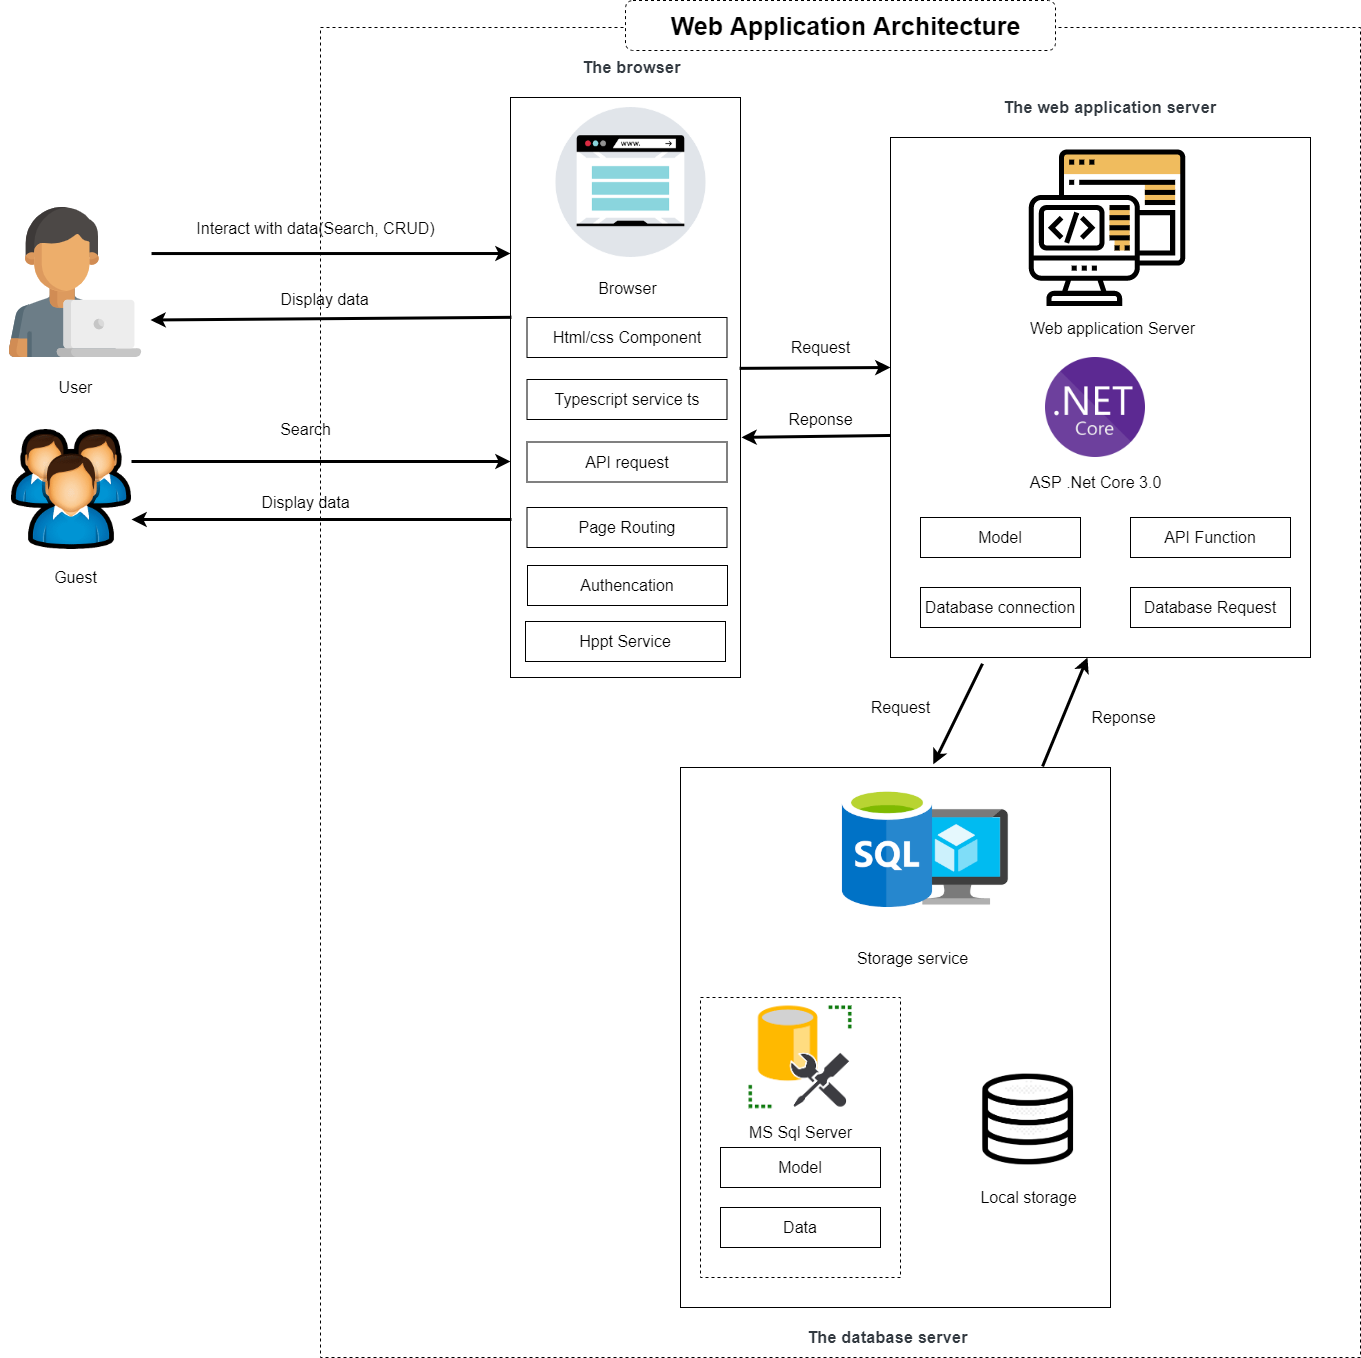 Web Application Architecture
The browser
The web application server
www.
Interact with data(Search, CRUD)
Browser
Display data
Html/css Component
Web application Server
Request
User
Typescript service ts
.NET
Core
Reponse
Search
API request
ASP .Net Core 3.0
Display data
Page Routing
Model
API Function
Guest
Authencation
Database connection
Database Request
Hppt Service
Request
Reponse
SQL
Storage service
MS Sql Server
Model
Local storage
Data
The database server